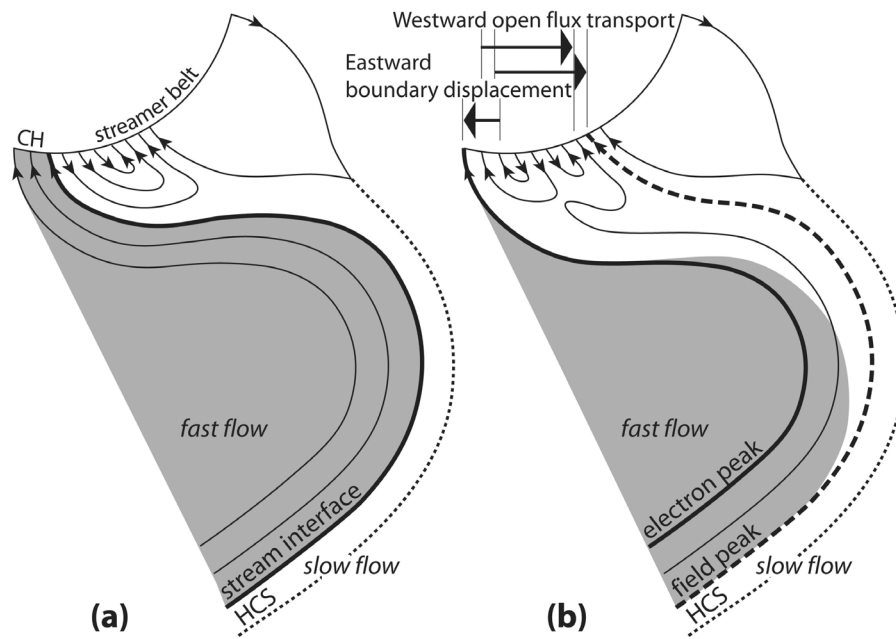 CH
streamer belt
fast flow
stream interface
HCS
slow flow
(a)
Westward open flux transport
Eastward
boundary displacement
fast flow
electron peak
field peak
HCS
slow flow
(b)